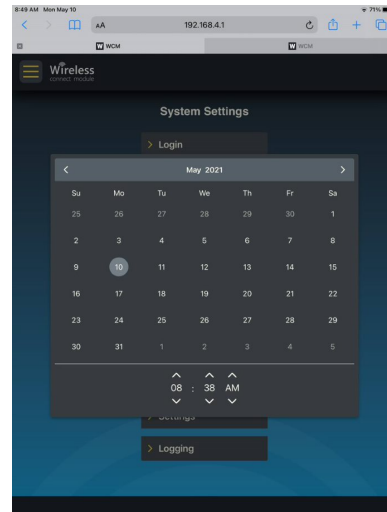 8:49 AM Mon May 10 71%
AA 192.168.4.1
W WCM W WCM
Wireless
connect module
System Settings
> Login
May 2021
Su Mo Tu We Th Fr Sa
25 26 27 28 29 30 1
2 3 4 5 6 7 8
9 10 11 12 13 14 15
16 17 18 19 20 21 22
23 24 25 26 27 28 29
30 31 1 2 3 4 5
08 : 38 AM
> Settings
> Logging